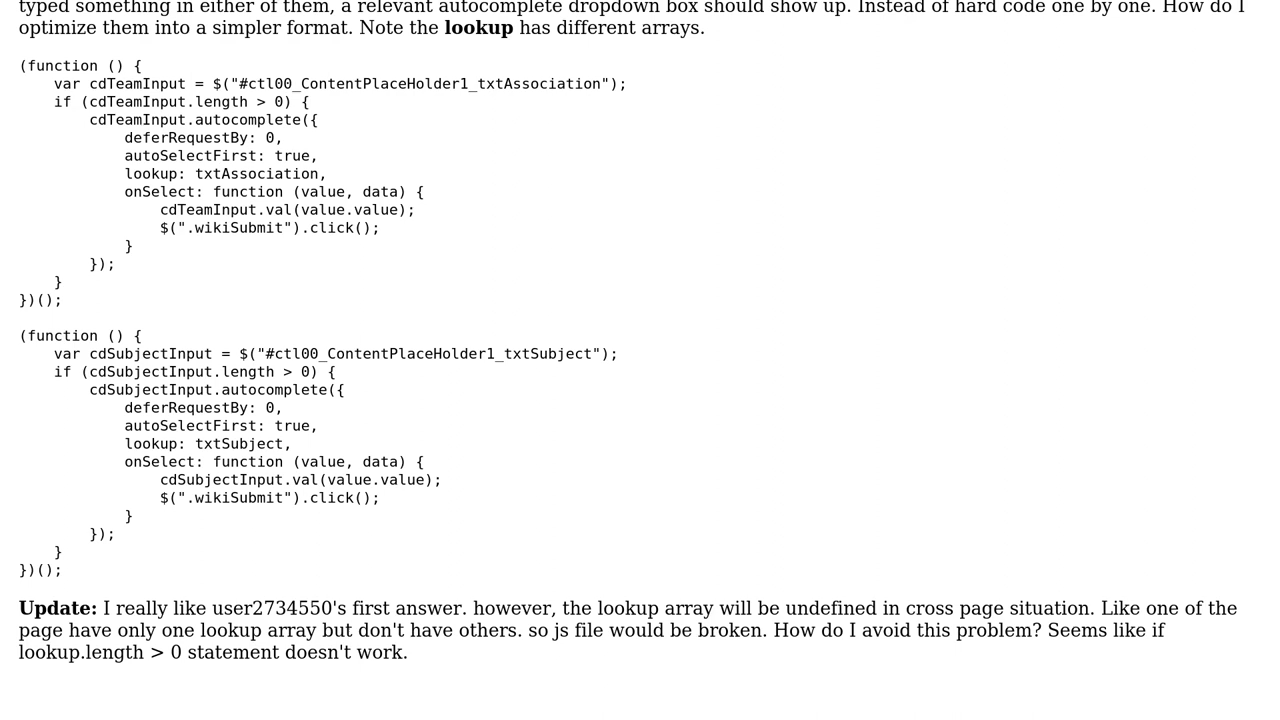 typed something in either of them, a relevant autocomplete dropdown box should show up. Instead of hard code one by one. How do I
optimize them into a simpler format. Note the lookup has different arrays.
(function () {
    var cdTeamInput = $("#ctl00_ContentPlaceHolder1_txtAssociation");
    if (cdTeamInput.length > 0) {
        cdTeamInput.autocomplete({
            deferRequestBy: 0,
            autoSelectFirst: true,
            lookup: txtAssociation,
            onSelect: function (value, data) {
                cdTeamInput.val(value.value);
                $(".wikiSubmit").click();
            }
        });
    }
})();
(function () {
    var cdSubjectInput = $("#ctl00_ContentPlaceHolder1_txtSubject");
    if (cdSubjectInput.length > 0) {
        cdSubjectInput.autocomplete({
            deferRequestBy: 0,
            autoSelectFirst: true,
            lookup: txtSubject,
            onSelect: function (value, data) {
                cdSubjectInput.val(value.value);
                $(".wikiSubmit").click();
            }
        });
    }
})();
Update: I really like user2734550's first answer. however, the lookup array will be undefined in cross page situation. Like one of the
page have only one lookup array but don't have others. so js file would be broken. How do I avoid this problem? Seems like if
lookup.length > 0 statement doesn't work.